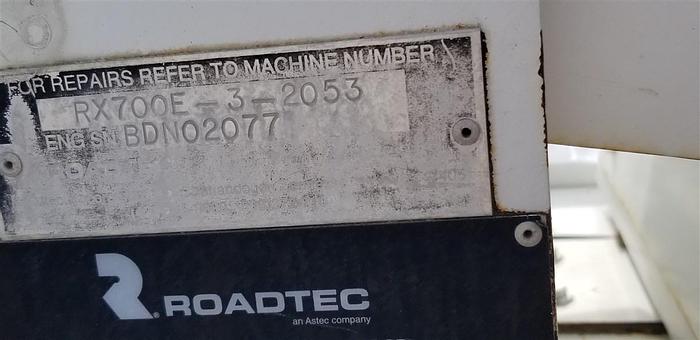 FOR REPAIRS REFER TO MACHINE NUMBER
RX700E-3-2053
ENG SN BDN02077
ROADTEC
an Astec company